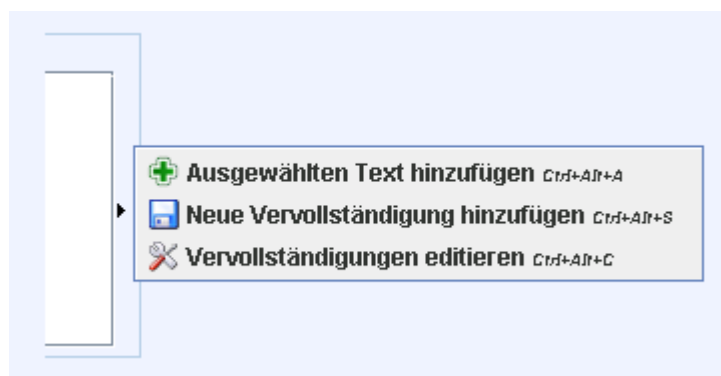 Ausgewählten Text hinzufügen Ctrl+Alt+A
Neue Vervollständigung hinzufügen Ctrl+Alt+S
Vervollständigungen editieren Ctrl+Alt+C